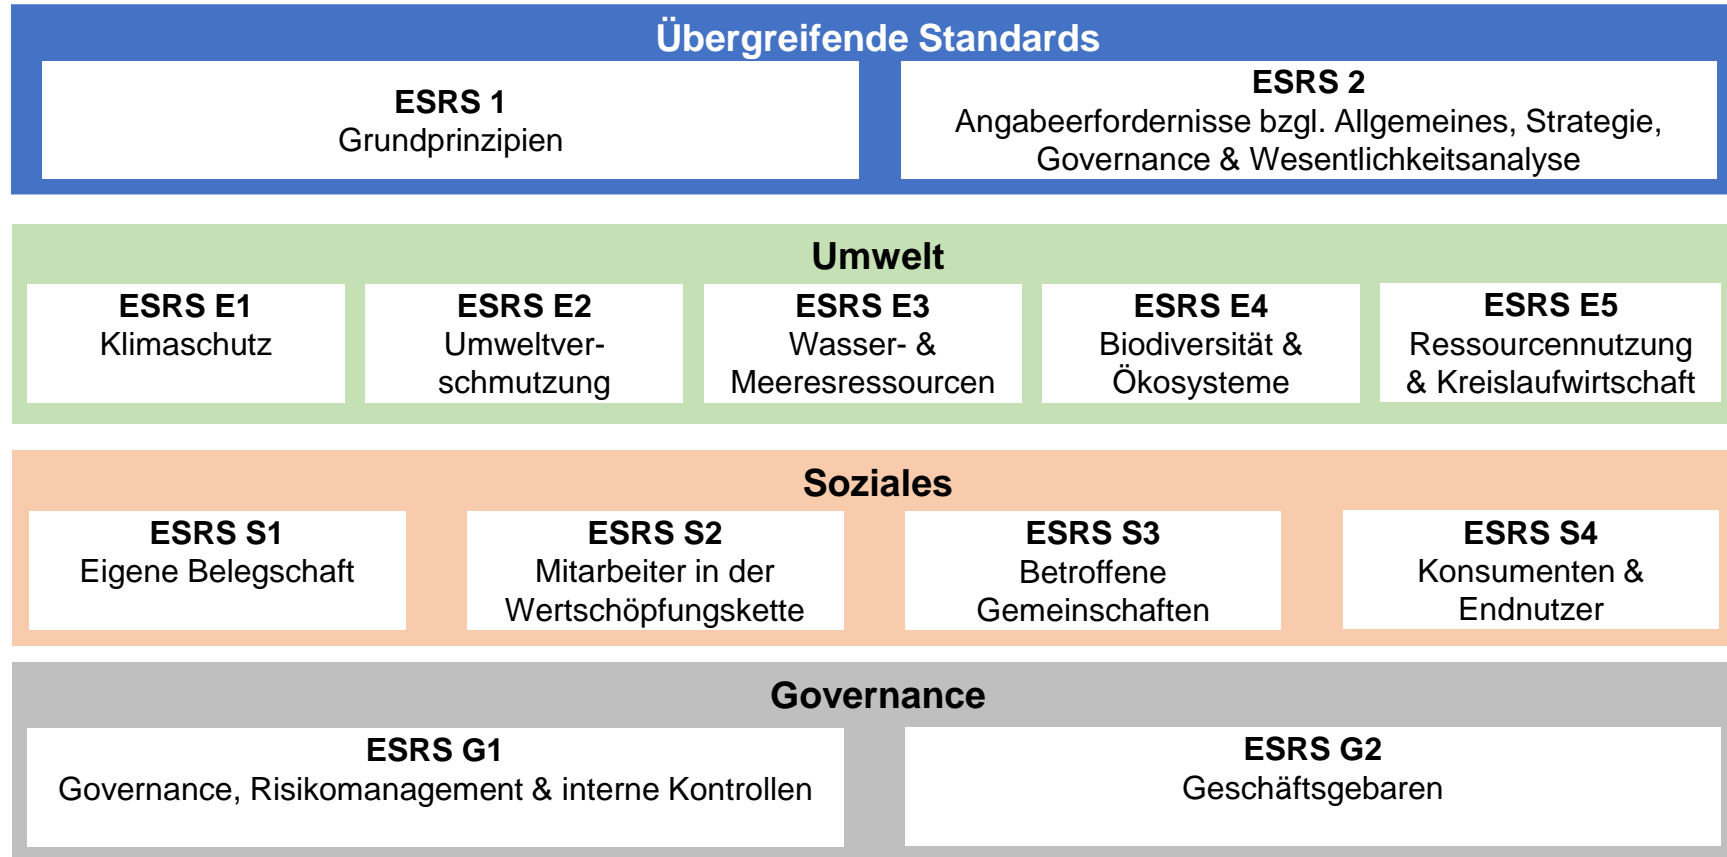 Übergreifende Standards
ESRS 1
Grundprinzipien
ESRS 2
Angabeerfordernisse bzgl. Allgemeines, Strategie,
Governance & Wesentlichkeitsanalyse
Umwelt
ESRS E1
Klimaschutz
ESRS E2
Umweltver-
schmutzung
ESRS E3
Wasser- &
Meeresressourcen
ESRS E4
Biodiversität &
Ökosysteme
ESRS E5
Ressourcennutzung
& Kreislaufwirtschaft
Soziales
ESRS S1
Eigene Belegschaft
ESRS S2
Mitarbeiter in der
Wertschöpfungskette
ESRS S3
Betroffene
Gemeinschaften
ESRS S4
Konsumenten &
Endnutzer
Governance
ESRS G1
Governance, Risikomanagement & interne Kontrollen
ESRS G2
Geschäftsgebaren